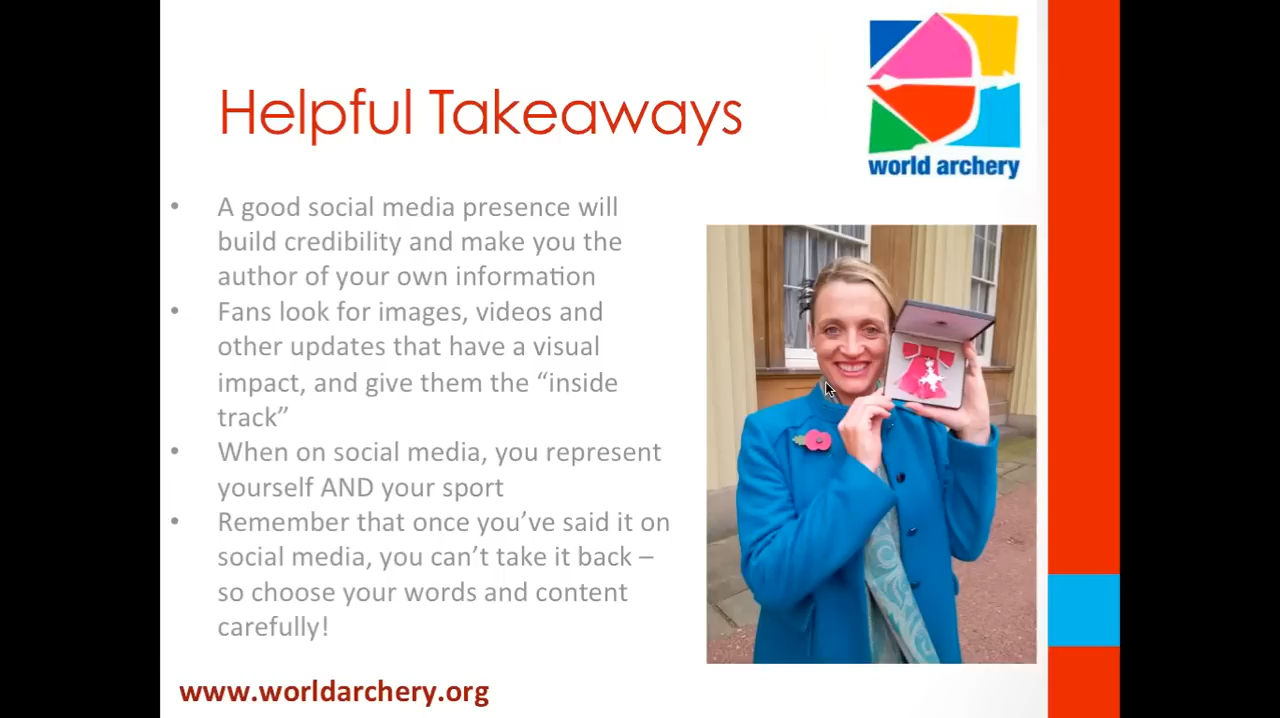 world archery
Helpful Takeaways
• A good social media presence will
build credibility and make you the
author of your own information
• Fans look for images, videos and
other updates that have a visual
impact, and give them the “inside
track”
• When on social media, you represent
yourself AND your sport
• Remember that once you’ve said it on
social media, you can’t take it back –
so choose your words and content
carefully!
www.worldarchery.org